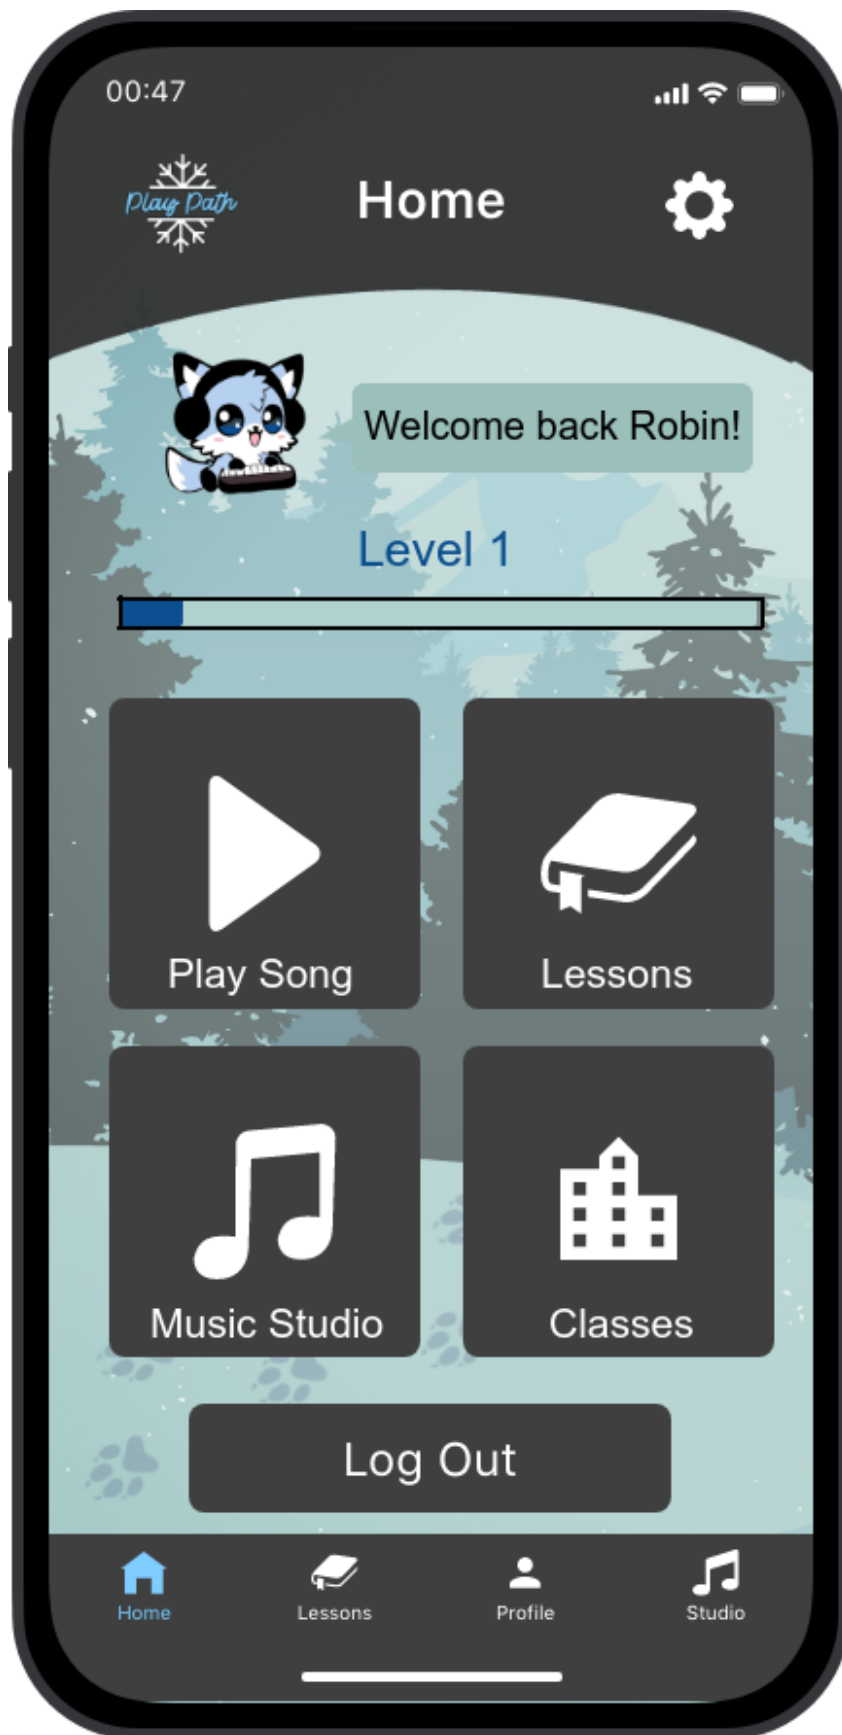 00:47
Play Path
Home
Welcome back Robin!
Level 1
Play Song
Lessons
Music Studio
Classes
Log Out
Home
Lessons
Profile
Studio